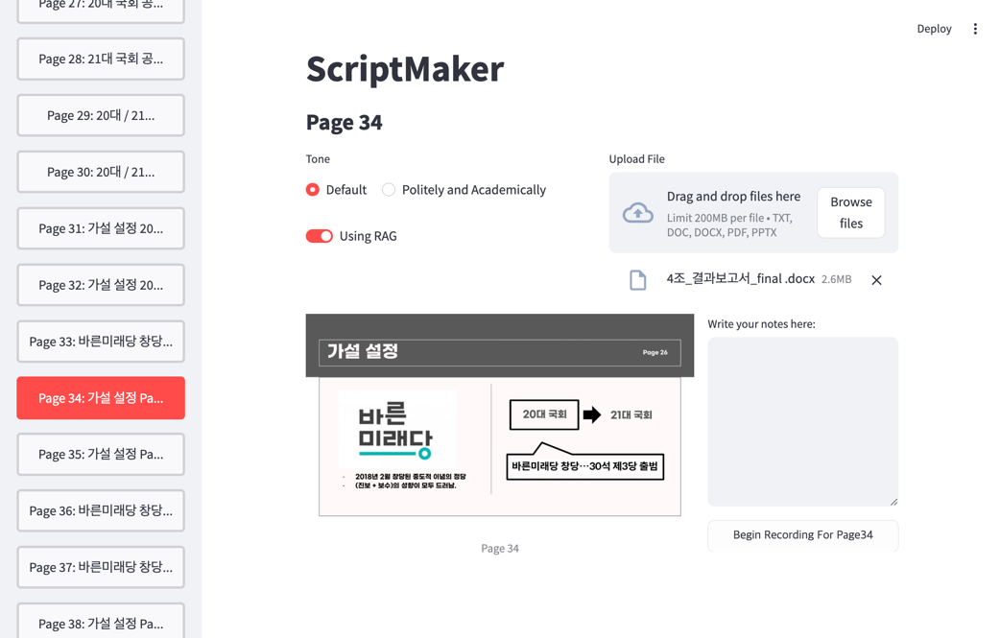 Page 27: 20대 국회 공...
Page 28: 21대 국회 공...
Page 29: 20대 / 21...
Page 30: 20대 / 21...
Page 31: 가설 설정 20...
Page 32: 가설 설정 20...
Page 33: 바른미래당 창당...
Page 34: 가설 설정 Pa...
Page 35: 가설 설정 Pa...
Page 36: 바른미래당 창당...
Page 37: 바른미래당 창당...
Page 38: 가설 설정 Pa...
Deploy
ScriptMaker
Page 34
Tone
Default
Politely and Academically
Using RAG
Upload File
Drag and drop files here
Limit 200MB per file • TXT,
DOC, DOCX, PDF, PPTX
Browse
files
4조_결과보고서_final .docx 2.6MB
가설 설정
Page 26
바른
미래당
- 2018년 2월 창당된 중도적 이념의 정당
- (진보 + 보수)의 성향이 모두 드러남.
20대 국회
21대 국회
바른미래당 창당…30석 제3당 출범
Page 34
Write your notes here:
Begin Recording For Page34